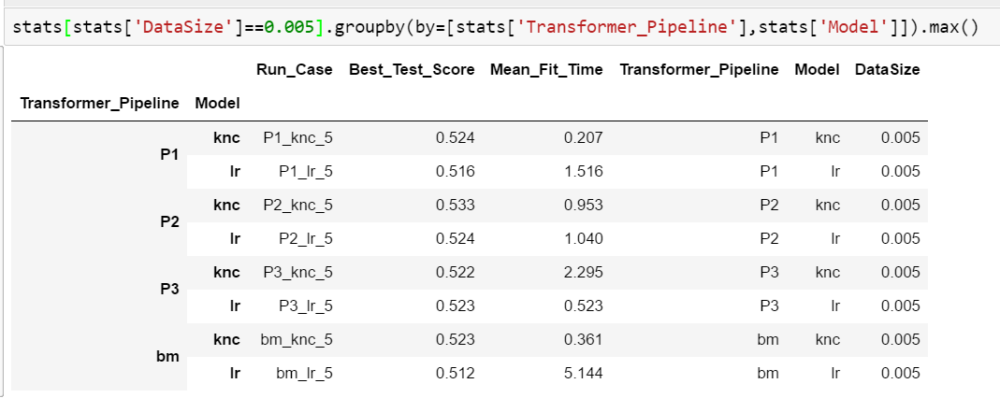 stats[stats['DataSize']==0.005].groupby(by=[stats['Transformer_Pipeline'],stats['Model']]).max()
Run_Case Best_Test_Score Mean_Fit_Time Transformer_Pipeline Model DataSize
Transformer_Pipeline Model
P1 knc P1_knc_5 0.524 0.207 P1 knc 0.005
lr P1_lr_5 0.516 1.516 P1 lr 0.005
P2 knc P2_knc_5 0.533 0.953 P2 knc 0.005
lr P2_lr_5 0.524 1.040 P2 lr 0.005
P3 knc P3_knc_5 0.522 2.295 P3 knc 0.005
lr P3_lr_5 0.523 0.523 P3 lr 0.005
bm knc bm_knc_5 0.523 0.361 bm knc 0.005
lr bm_lr_5 0.512 5.144 bm lr 0.005